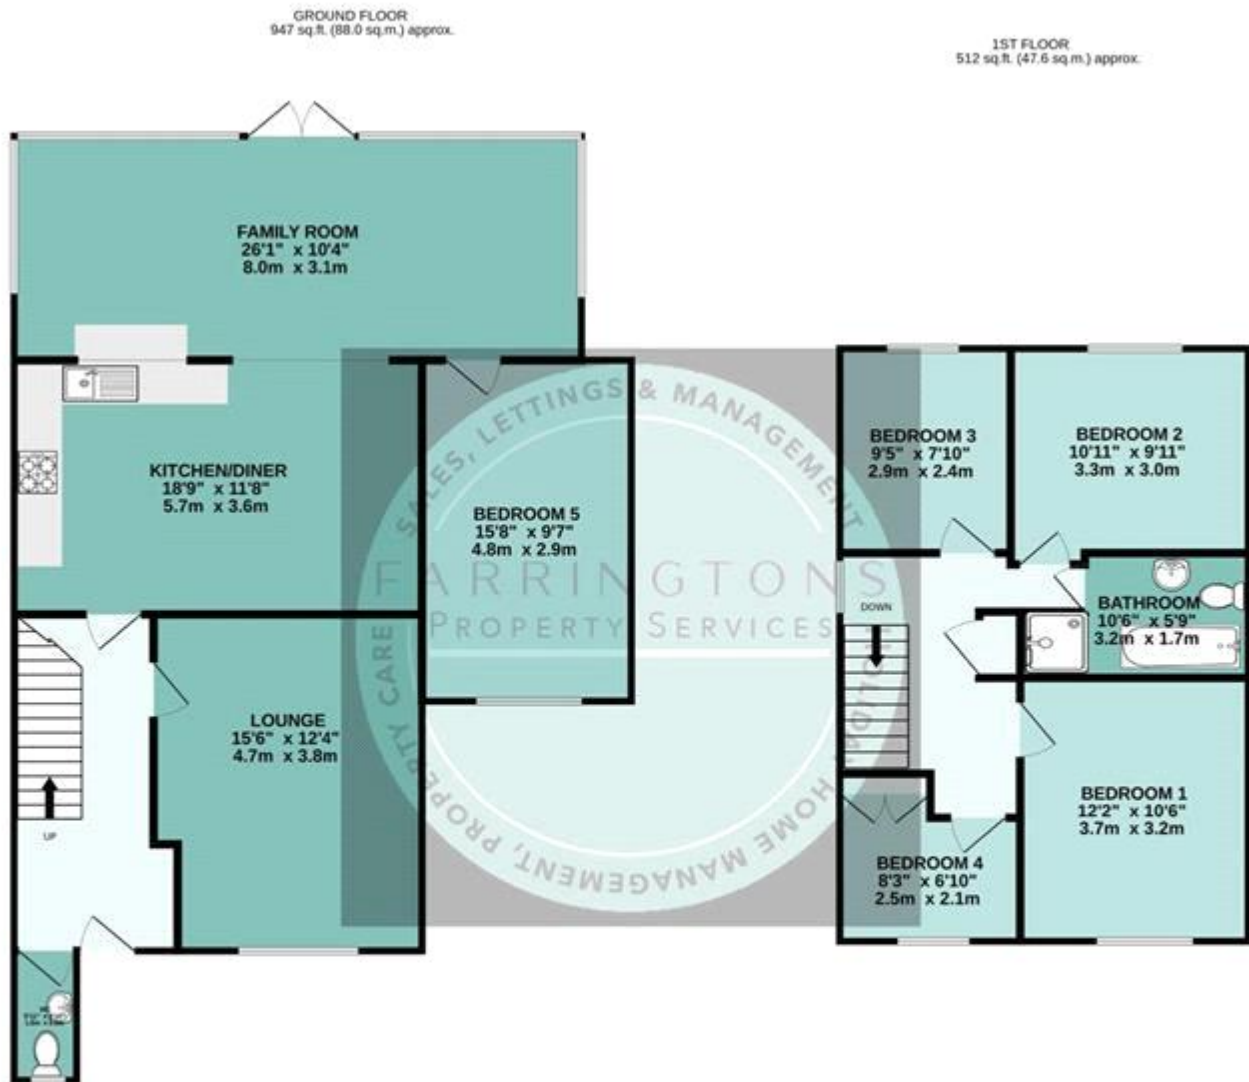 GROUND FLOOR
947 sq.ft. (88.0 sq.m.) approx.
1ST FLOOR
512 sq.ft. (47.6 sq.m.) approx.
FAMILY ROOM
26'1" x 10'4"
8.0m x 3.1m
KITCHEN/DINER
18'9" x 11'8"
5.7m x 3.6m
BEDROOM 5
15'8" x 9'7"
4.8m x 2.9m
LOUNGE
15'6" x 12'4"
4.7m x 3.8m
UP
BEDROOM 3
9'5" x 7'10"
2.9m x 2.4m
BEDROOM 2
10'11" x 9'11"
3.3m x 3.0m
DOWN
BATHROOM
10'6" x 5'9"
3.2m x 1.7m
BEDROOM 1
12'2" x 10'6"
3.7m x 3.2m
BEDROOM 4
8'3" x 6'10"
2.5m x 2.1m
SALES, LETTINGS & MANAGEMENT
FARRINGTONS
PROPERTY SERVICES
HOLIDAY HOME MANAGEMENT, PROPERTY CARE